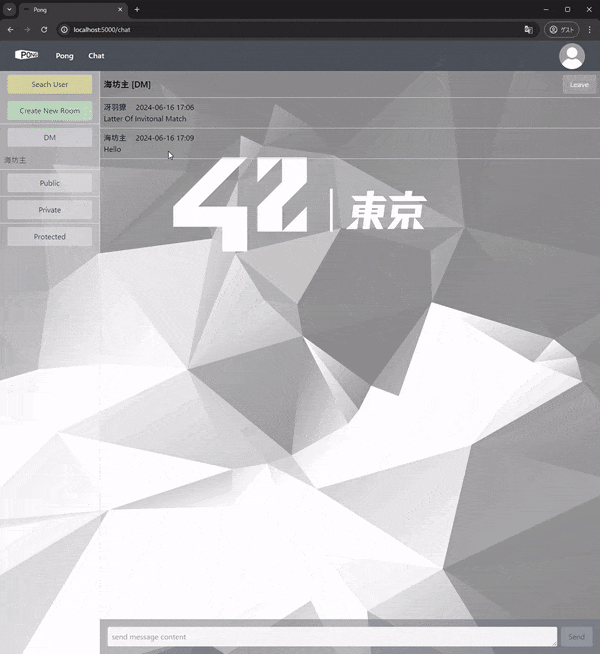 Pong
localhost:5000/chat
ゲスト
PONG
Pong
Chat
Seach User
Create New Room
DM
海坊主
Public
Private
Protected
海坊主 [DM]
Leave
冴羽獠 2024-06-16 17:06
Latter Of Invitonal Match
海坊主 2024-06-16 17:09
Hello
42 東京
send message content
Send